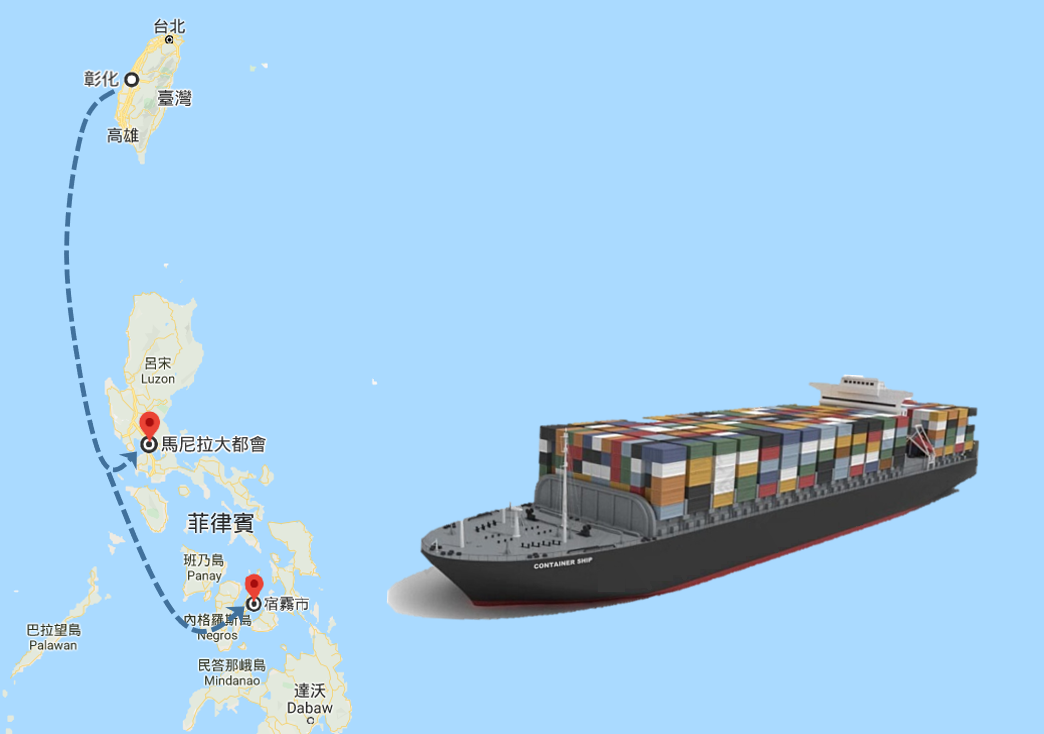 台北
彰化
臺灣
高雄
呂宋
Luzon
馬尼拉大都會
菲律賓
班乃島
Panay
宿霧市
內格羅斯島
Negros
巴拉望島
Palawan
民答那峨島
Mindanao
達沃
Dabaw
CONTAINER SHIP